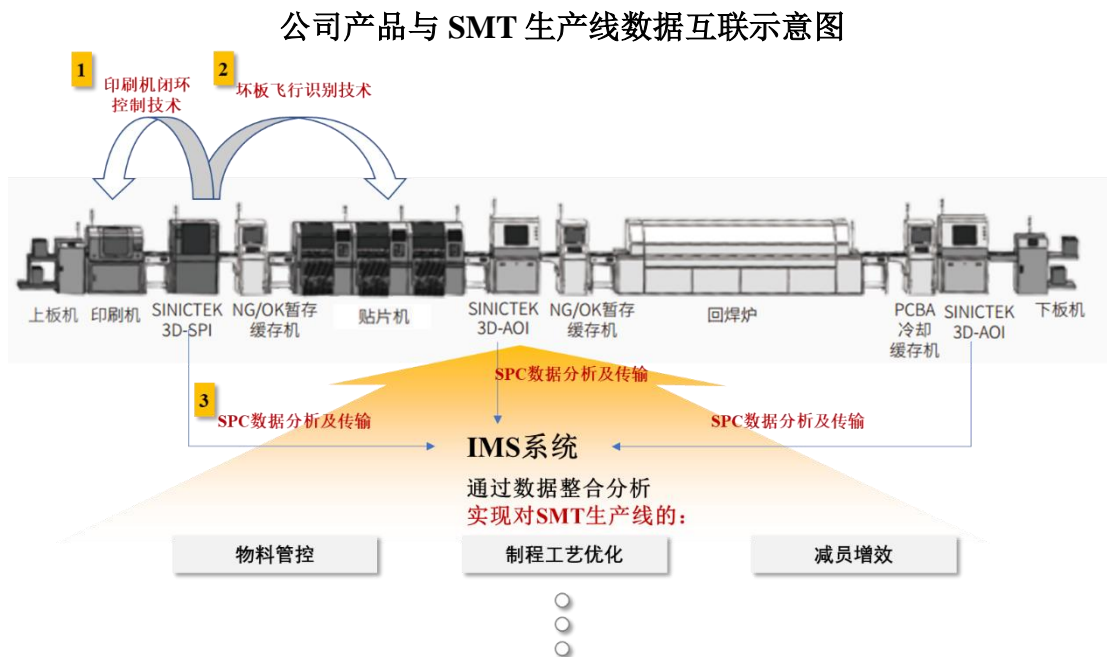 公司产品与 SMT 生产线数据互联示意图
1
印刷机闭环
控制技术
2
坏板飞行识别技术
上板机
印刷机
SINICTEK
3D-SPI
NG/OK暂存
缓存机
贴片机
SINICTEK
3D-AOI
NG/OK暂存
缓存机
回焊炉
PCBA
冷却
缓存机
SINICTEK
3D-AOI
下板机
3
SPC数据分析及传输
SPC数据分析及传输
SPC数据分析及传输
IMS系统
通过数据整合分析
实现对SMT生产线的：
物料管控
制程工艺优化
减员增效